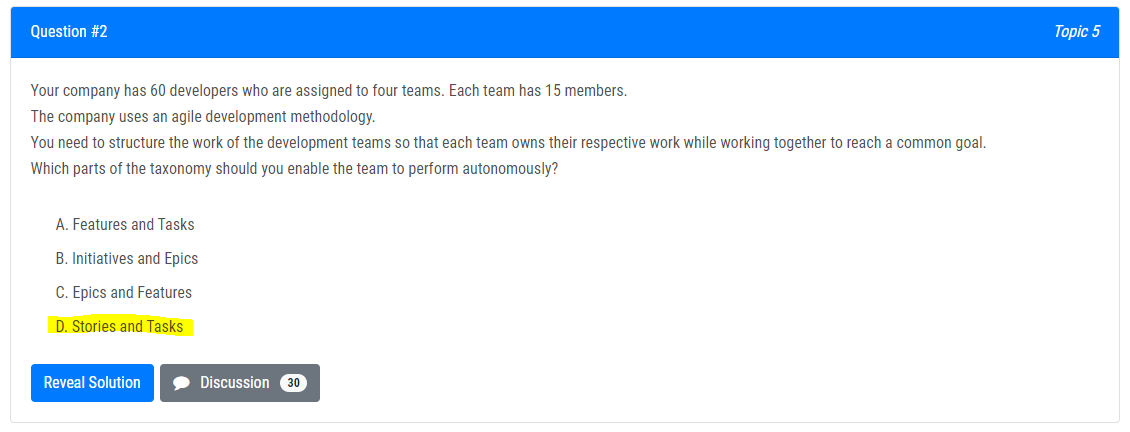 Question #2
Topic 5
Your company has 60 developers who are assigned to four teams. Each team has 15 members.
The company uses an agile development methodology.
You need to structure the work of the development teams so that each team owns their respective work while working together to reach a common goal.
Which parts of the taxonomy should you enable the team to perform autonomously?
A. Features and Tasks
B. Initiatives and Epics
C. Epics and Features
D. Stories and Tasks
Reveal Solution
Discussion 30